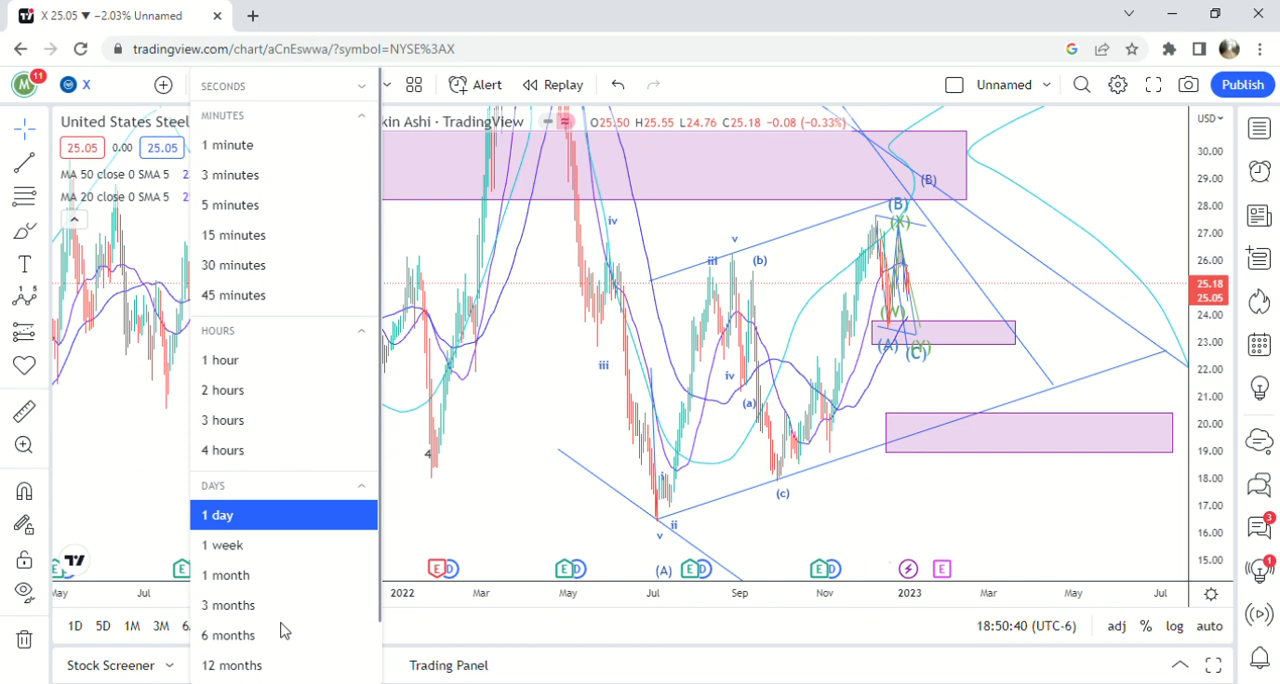 X 25.05 ▼ −2.03% Unnamed
tradingview.com/chart/aCnEswwa/?symbol=NYSE%3AX
M
11
X
Alert
Replay
Unnamed
Publish
SECONDS
MINUTES
1 minute
3 minutes
5 minutes
15 minutes
30 minutes
45 minutes
HOURS
1 hour
2 hours
3 hours
4 hours
DAYS
1 day
1 week
1 month
3 months
6 months
12 months
United States Steel
kin Ashi · TradingView
O25.50 H25.55 L24.76 C25.18 −0.08 (−0.33%)
25.05
0.00
25.05
MA 50 close 0 SMA 5
MA 20 close 0 SMA 5
USD
30.00
29.00
28.00
27.00
26.00
25.18
25.05
24.00
23.00
22.00
21.00
20.00
19.00
18.00
17.00
16.00
15.00
(B)
(B)
(X)
iv
v
iii
(b)
(A)
(C)
iii
iv
(a)
4
i
(c)
ii
v
(A)
E
D
E
D
E
D
E
D
E
May
Jul
2022
Mar
May
Jul
Sep
Nov
2023
Mar
May
Jul
1D
5D
1M
3M
18:50:40 (UTC-6)
adj
%
log
auto
Stock Screener
Trading Panel
3
1